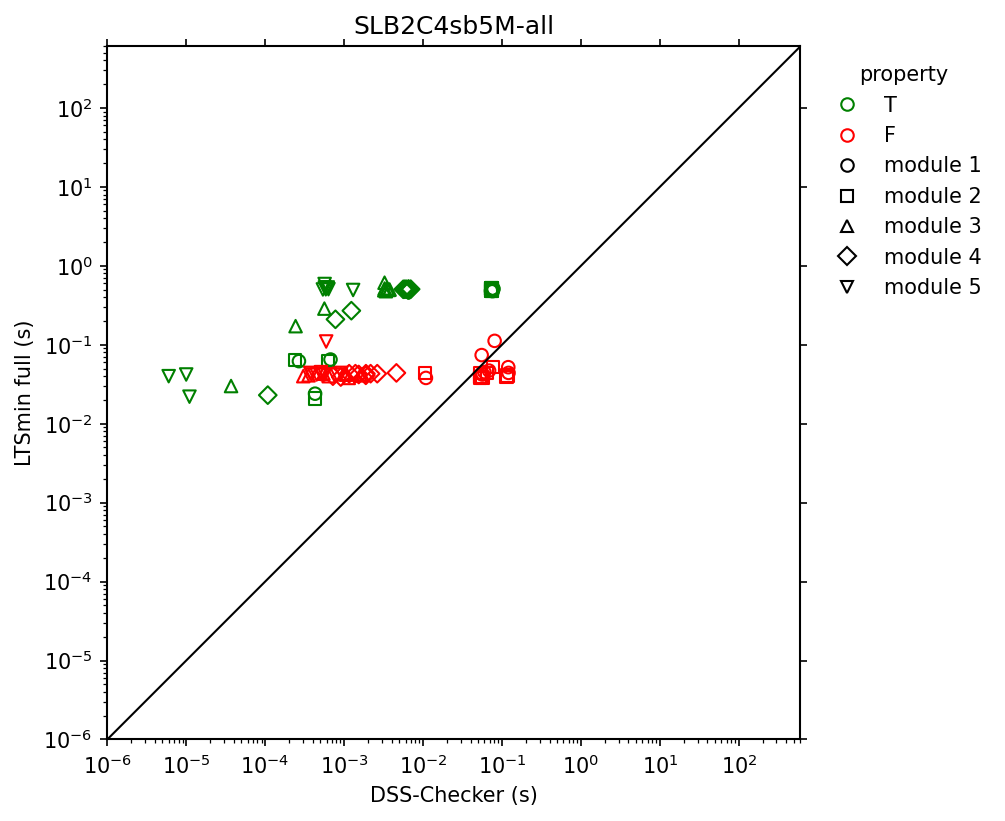 SLB2C4sb5M-all
property
T
F
module 1
module 2
module 3
module 4
module 5
LTSmin full (s)
10²
10¹
10⁰
10⁻¹
10⁻²
10⁻³
10⁻⁴
10⁻⁵
10⁻⁶
10⁻⁶ 10⁻⁵ 10⁻⁴ 10⁻³ 10⁻² 10⁻¹ 10⁰ 10¹ 10²
DSS-Checker (s)